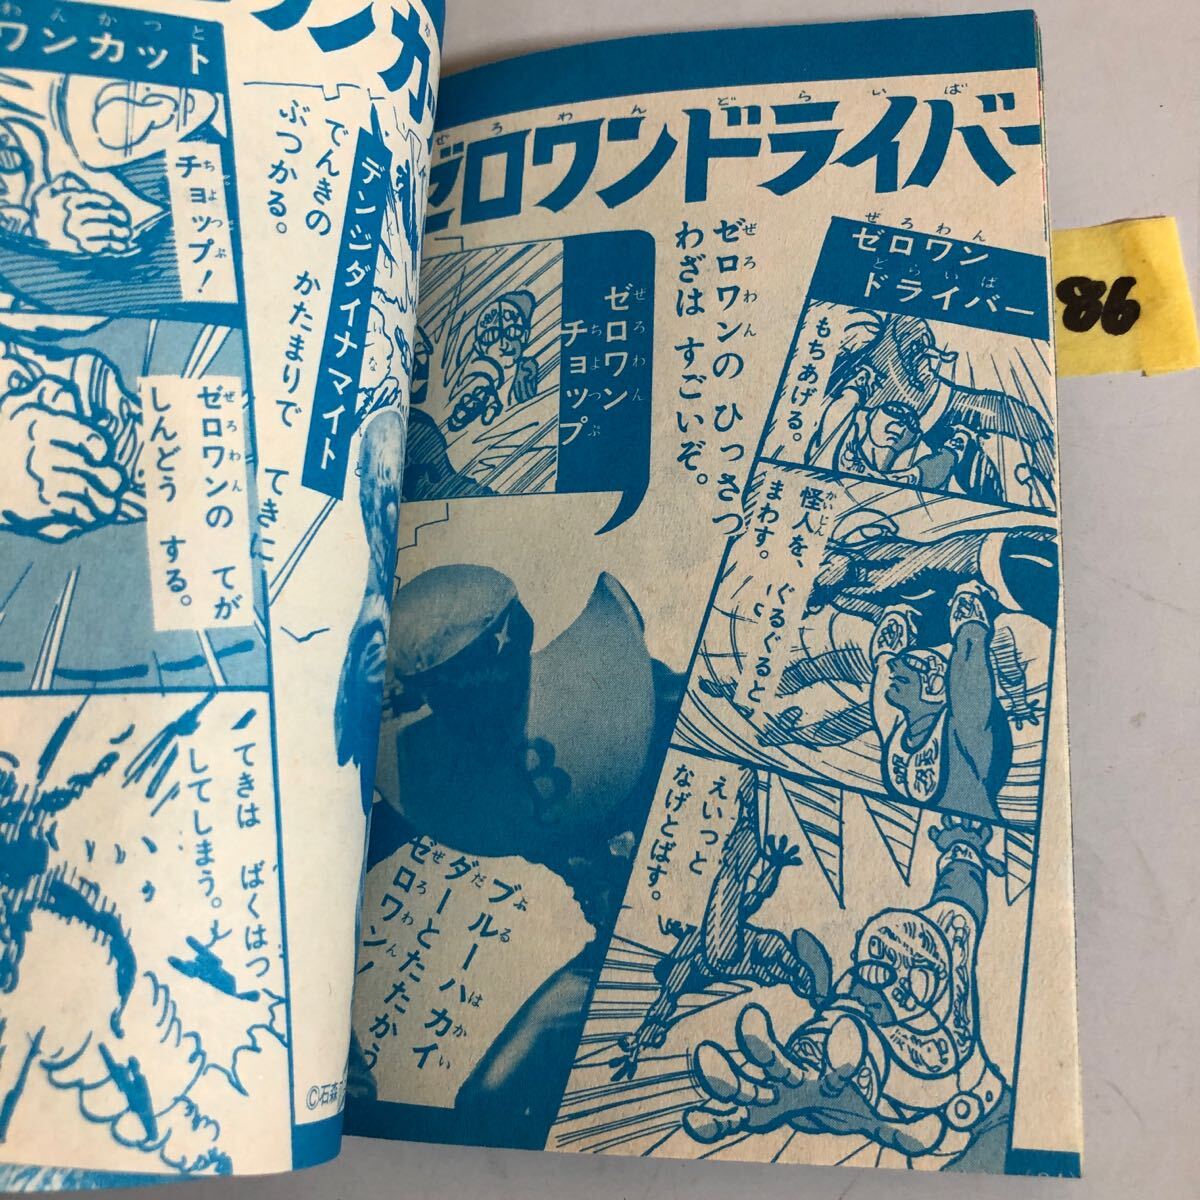 ゼロワンドライバー
ゼロワン
ドライバー
もちあげる。
怪人を、ぐるぐると
まわす。
えいっと
なげとばす。
ゼロワンのひっさつ
わざは すごいぞ。
ゼロワン
チョップ
ブルーハカイ
ダーとたたかう
ゼロワン!
ワンカット
チョップ!
ゼロワンの てが
しんどう する。
てきは ばくはつ
してしまう。
デンジダイナマイト
でんきの かたまりで てきに
ぶつかる。
©石森
86